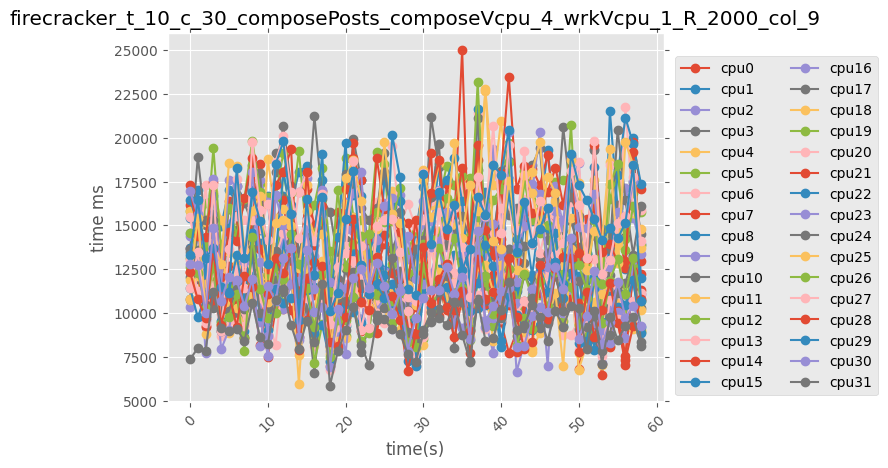 firecracker_t_10_c_30_composePosts_composeVcpu_4_wrkVcpu_1_R_2000_col_9
25000
22500
20000
17500
15000
12500
10000
7500
5000
time ms
0
10
20
30
40
50
60
time(s)
cpu0
cpu1
cpu2
cpu3
cpu4
cpu5
cpu6
cpu7
cpu8
cpu9
cpu10
cpu11
cpu12
cpu13
cpu14
cpu15
cpu16
cpu17
cpu18
cpu19
cpu20
cpu21
cpu22
cpu23
cpu24
cpu25
cpu26
cpu27
cpu28
cpu29
cpu30
cpu31